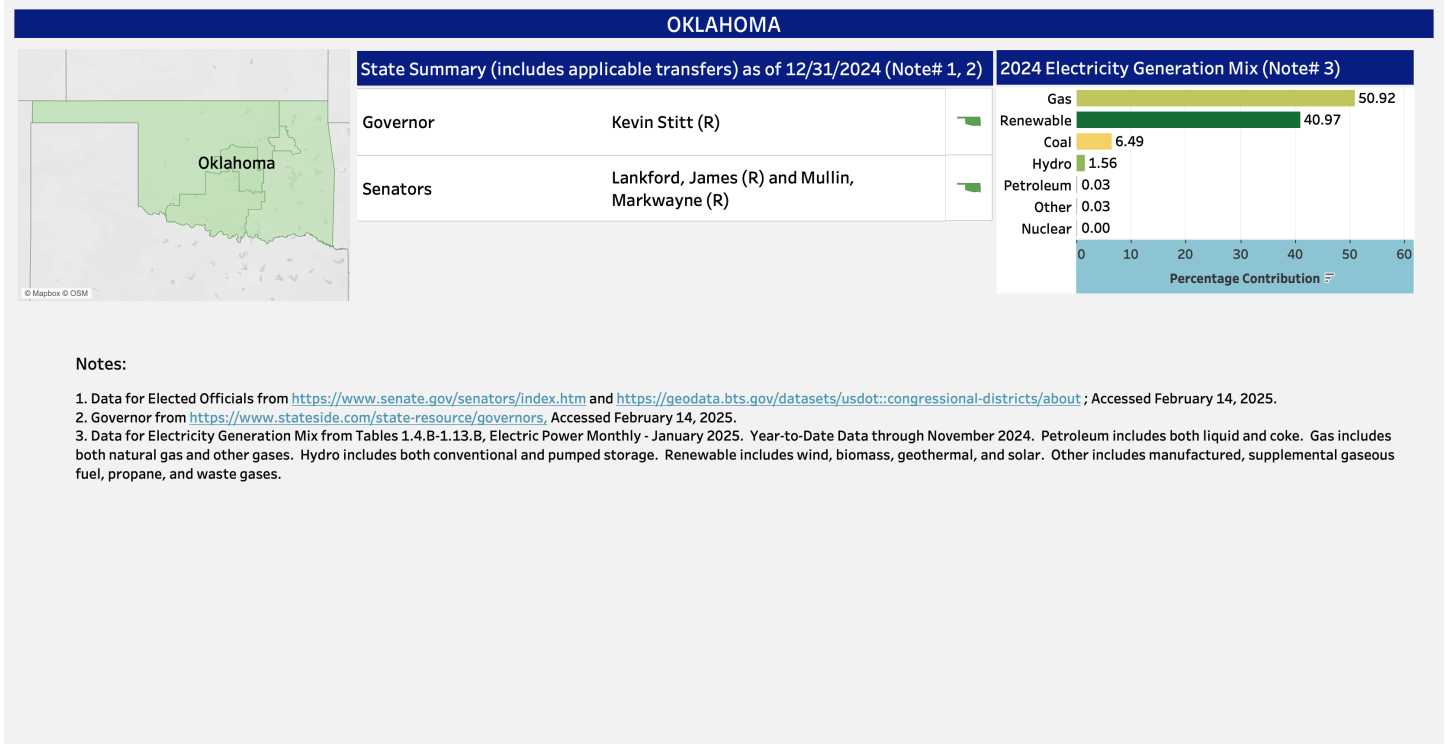 OKLAHOMA
Oklahoma
© Mapbox © OSM
State Summary (includes applicable transfers) as of 12/31/2024 (Note# 1, 2)
Governor Kevin Stitt (R)
Senators Lankford, James (R) and Mullin,
Markwayne (R)
2024 Electricity Generation Mix (Note# 3)
Gas 50.92
Renewable 40.97
Coal 6.49
Hydro 1.56
Petroleum 0.03
Other 0.03
Nuclear 0.00
0 10 20 30 40 50 60
Percentage Contribution
Notes:
1. Data for Elected Officials from https://www.senate.gov/senators/index.htm and https://geodata.bts.gov/datasets/usdot::congressional-districts/about ; Accessed February 14, 2025.
2. Governor from https://www.stateside.com/state-resource/governors, Accessed February 14, 2025.
3. Data for Electricity Generation Mix from Tables 1.4.B-1.13.B, Electric Power Monthly - January 2025. Year-to-Date Data through November 2024. Petroleum includes both liquid and coke. Gas includes
both natural gas and other gases. Hydro includes both conventional and pumped storage. Renewable includes wind, biomass, geothermal, and solar. Other includes manufactured, supplemental gaseous
fuel, propane, and waste gases.